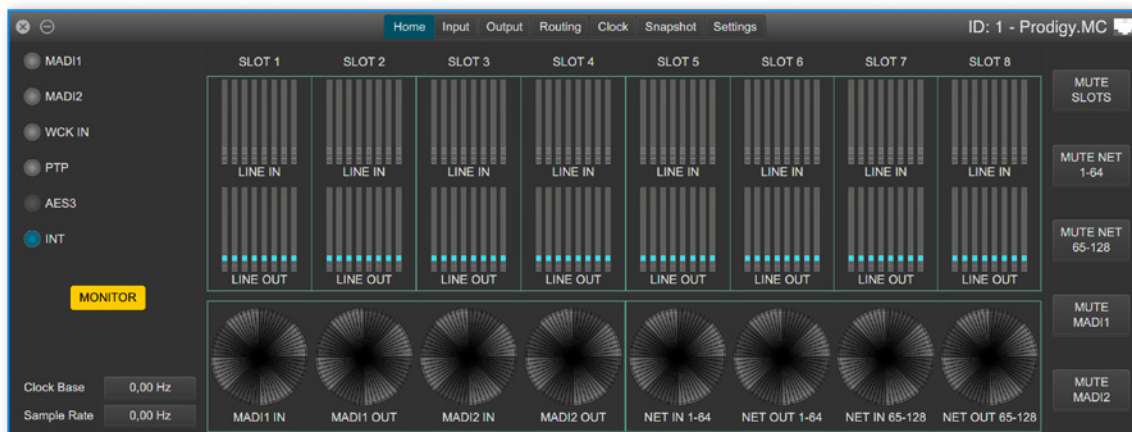 Home Input Output Routing Clock Snapshot Settings
ID: 1 - Prodigy.MC
MADI1
MADI2
WCK IN
PTP
AES3
INT
MONITOR
Clock Base 0,00 Hz
Sample Rate 0,00 Hz
SLOT 1 SLOT 2 SLOT 3 SLOT 4 SLOT 5 SLOT 6 SLOT 7 SLOT 8
LINE IN LINE IN LINE IN LINE IN LINE IN LINE IN LINE IN LINE IN
LINE OUT LINE OUT LINE OUT LINE OUT LINE OUT LINE OUT LINE OUT LINE OUT
MADI1 IN MADI1 OUT MADI2 IN MADI2 OUT NET IN 1-64 NET OUT 1-64 NET IN 65-128 NET OUT 65-128
MUTE
SLOTS
MUTE NET
1-64
MUTE NET
65-128
MUTE
MADI1
MUTE
MADI2